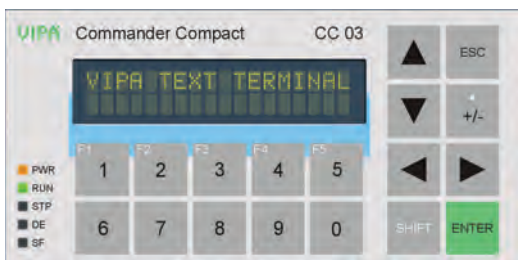 VIPA Commander Compact CC 03
VIPA TEXT TERMINAL
ESC
+/-
F1 F2 F3 F4 F5
1 2 3 4 5
PWR
RUN
STP
DE
SF
6 7 8 9 0
SHIFT ENTER